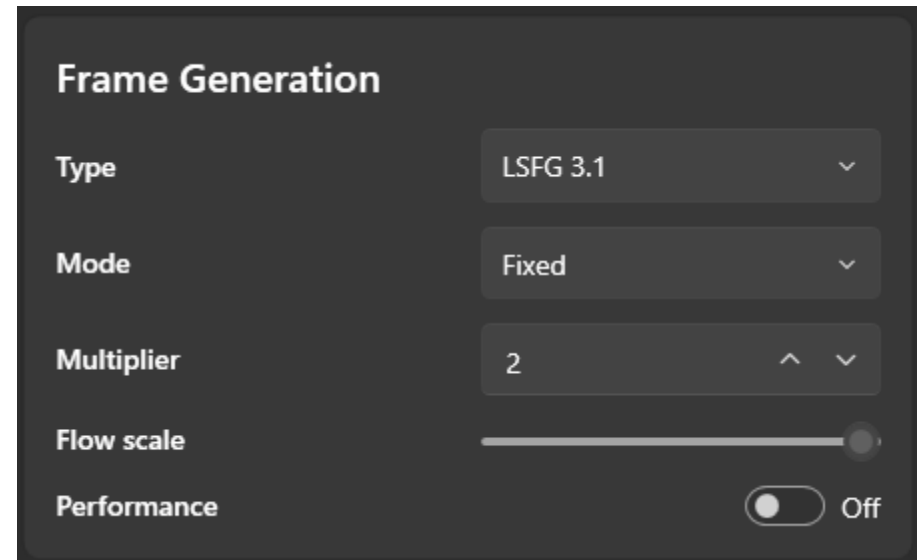 Frame Generation
Type LSFG 3.1
Mode Fixed
Multiplier 2
Flow scale
Performance Off